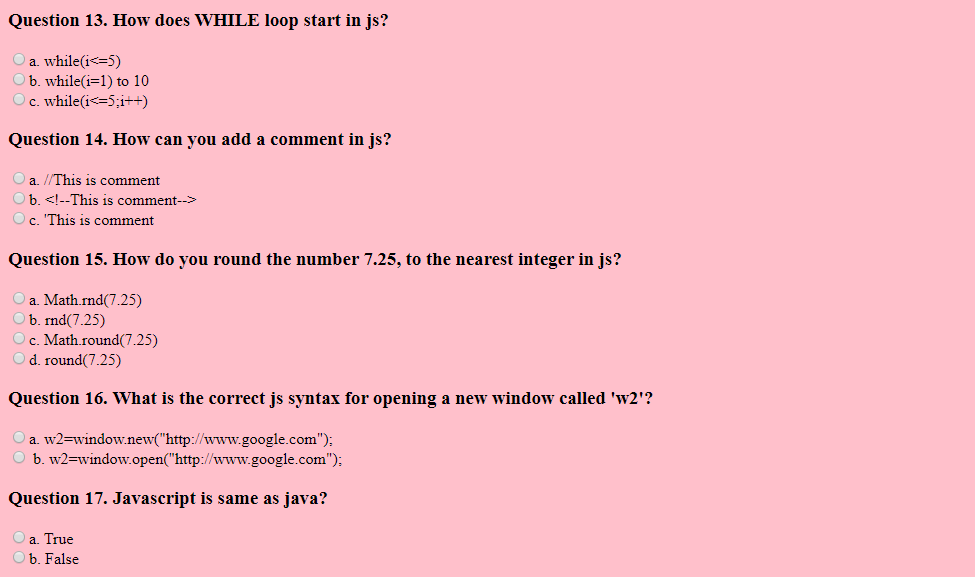 Question 13. How does WHILE loop start in js?
a. while(i<=5)
b. while(i=1) to 10
c. while(i<=5;i++)
Question 14. How can you add a comment in js?
a. //This is comment
b. <!--This is comment-->
c. 'This is comment
Question 15. How do you round the number 7.25, to the nearest integer in js?
a. Math.rnd(7.25)
b. rnd(7.25)
c. Math.round(7.25)
d. round(7.25)
Question 16. What is the correct js syntax for opening a new window called 'w2'?
a. w2=window.new("http://www.google.com");
b. w2=window.open("http://www.google.com");
Question 17. Javascript is same as java?
a. True
b. False